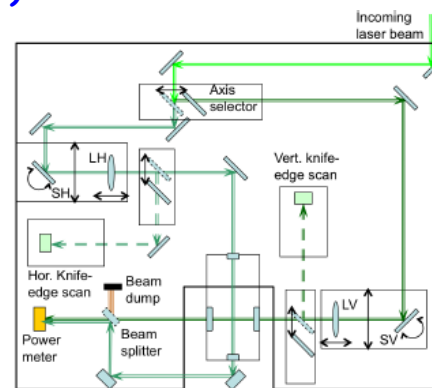 Incoming
laser beam
Axis
selector
LH
SH
Vert. knife-
edge scan
Hor. Knife-
edge scan
Beam
dump
LV
SV
Power
meter
Beam
splitter